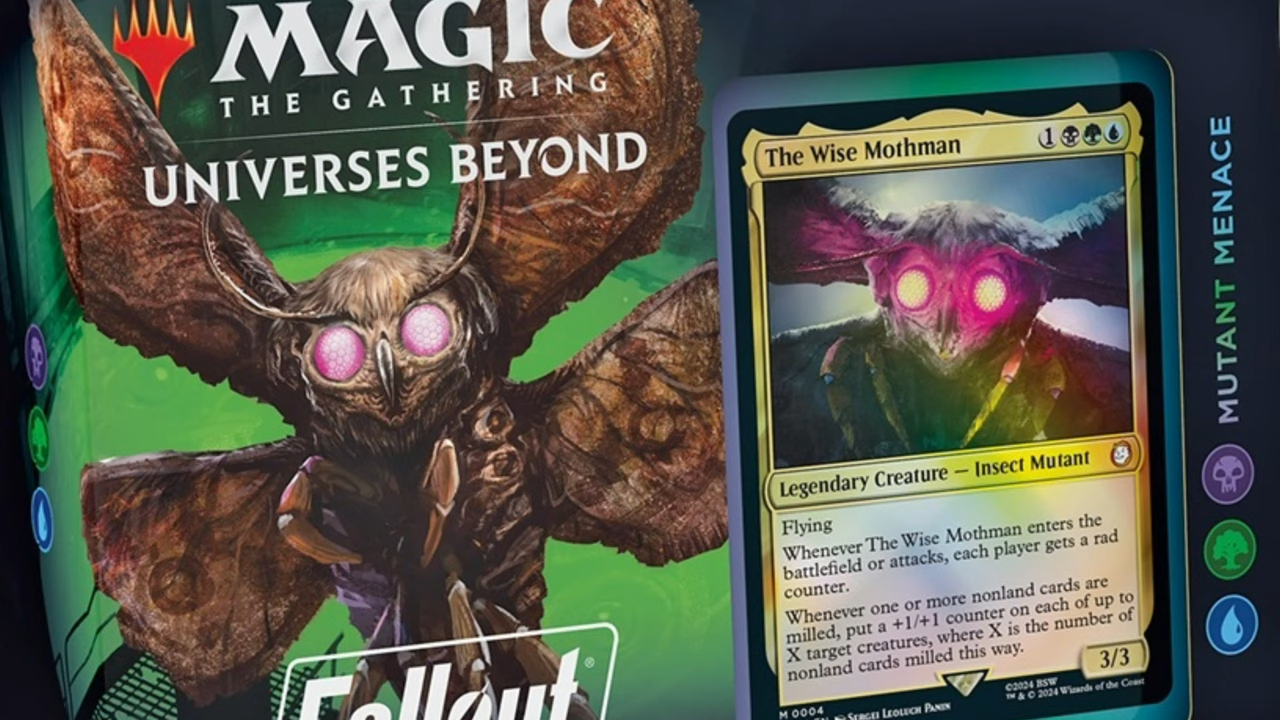 MAGIC
THE GATHERING
UNIVERSES BEYOND
Fallout
The Wise Mothman
1
Legendary Creature — Insect Mutant
Flying
Whenever The Wise Mothman enters the
battlefield or attacks, each player gets a rad
counter.
Whenever one or more nonland cards are
milled, put a +1/+1 counter on each of up to
X target creatures, where X is the number of
nonland cards milled this way.
3/3
M 0004
Sergei Leoluch Panin
©2024 BSW
™ & © 2024 Wizards of the Coast
MUTANT MENACE